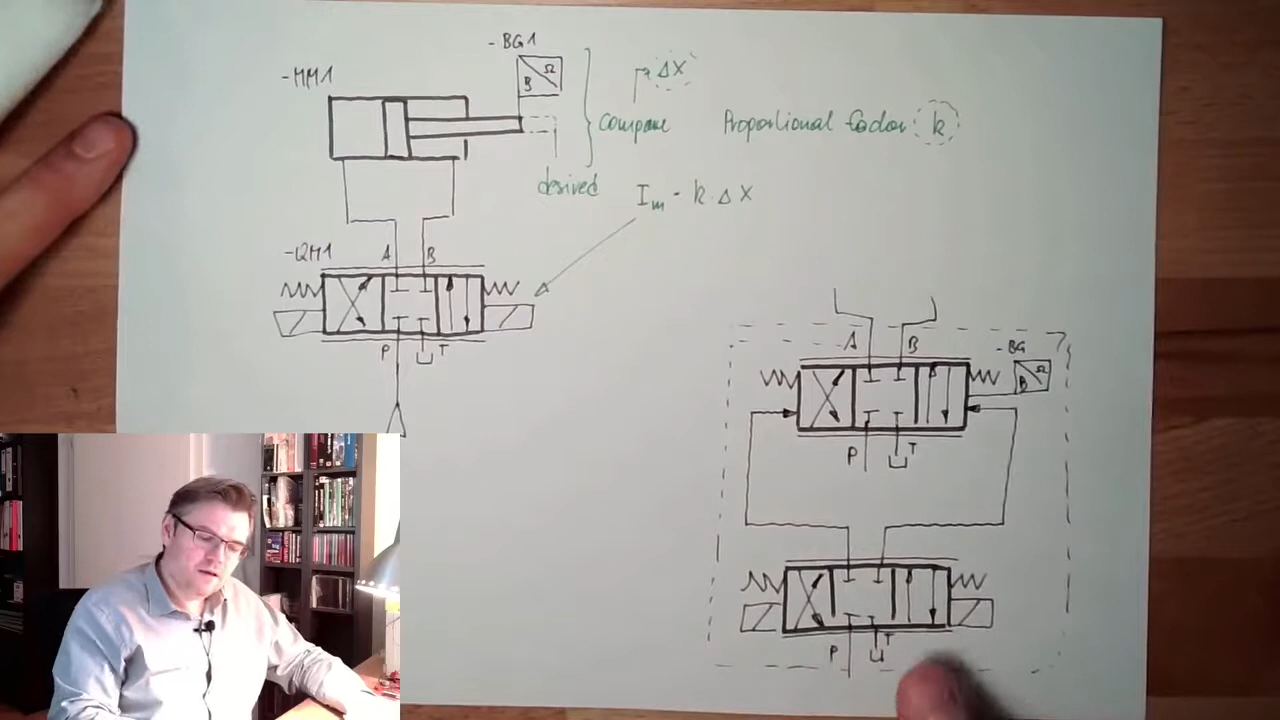 -BG1
-MM1
Ω
B
ΔX
Compare
Proportional factor k
desired
Im = k · ΔX
-QM1
A B
P T
A B
-BG
Ω
B
P T
P T